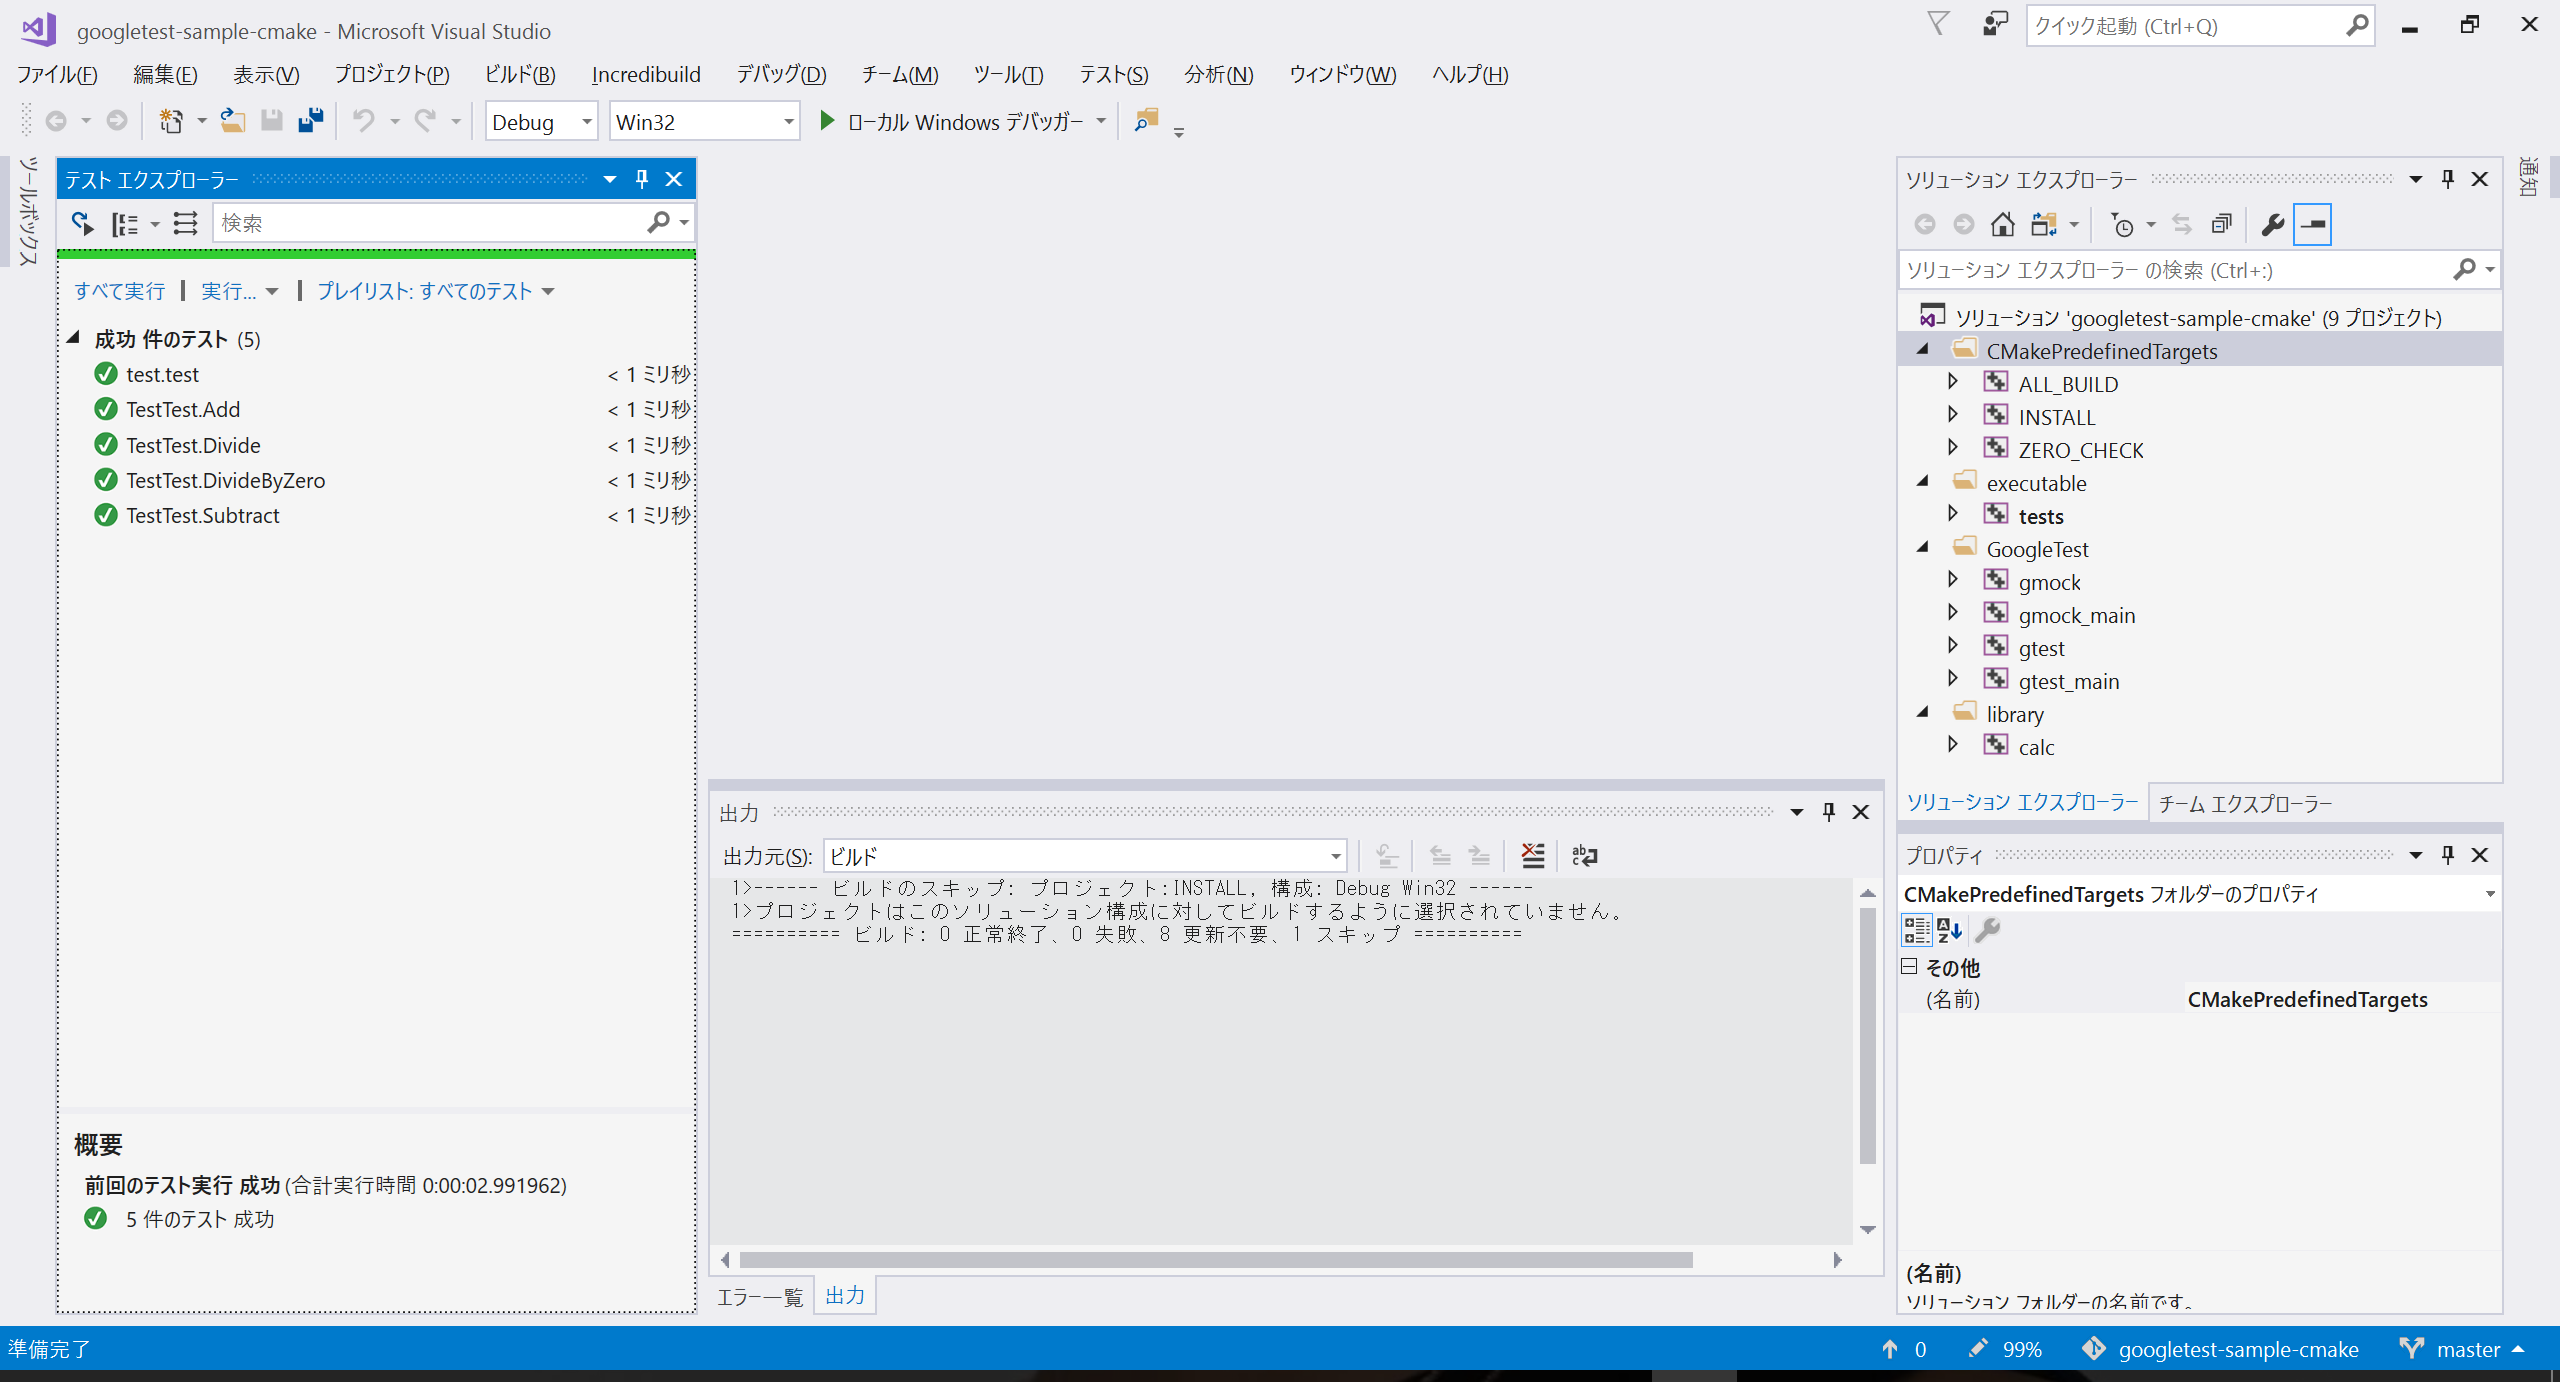 googletest-sample-cmake - Microsoft Visual Studio
クイック起動 (Ctrl+Q)
ファイル(F) 編集(E) 表示(V) プロジェクト(P) ビルド(B) Incredibuild デバッグ(D) チーム(M) ツール(T) テスト(S) 分析(N) ウィンドウ(W) ヘルプ(H)
Debug Win32 ローカル Windows デバッガー
ツールボックス
テスト エクスプローラー
検索
すべて実行 | 実行... | プレイリスト: すべてのテスト
成功 件のテスト (5)
test.test < 1 ミリ秒
TestTest.Add < 1 ミリ秒
TestTest.Divide < 1 ミリ秒
TestTest.DivideByZero < 1 ミリ秒
TestTest.Subtract < 1 ミリ秒
概要
前回のテスト実行 成功 (合計実行時間 0:00:02.991962)
5 件のテスト 成功
出力
出力元(S): ビルド
1>------ ビルドのスキップ: プロジェクト:INSTALL, 構成: Debug Win32 ------
1>プロジェクトはこのソリューション構成に対してビルドするように選択されていません。
========== ビルド: 0 正常終了、0 失敗、8 更新不要、1 スキップ ==========
エラー一覧 出力
ソリューション エクスプローラー
ソリューション エクスプローラー の検索 (Ctrl+:)
ソリューション 'googletest-sample-cmake' (9 プロジェクト)
CMakePredefinedTargets
ALL_BUILD
INSTALL
ZERO_CHECK
executable
tests
GoogleTest
gmock
gmock_main
gtest
gtest_main
library
calc
ソリューション エクスプローラー チーム エクスプローラー
プロパティ
CMakePredefinedTargets フォルダーのプロパティ
その他
(名前) CMakePredefinedTargets
(名前)
ソリューション フォルダーの名前です。
通知
準備完了 0 99% googletest-sample-cmake master